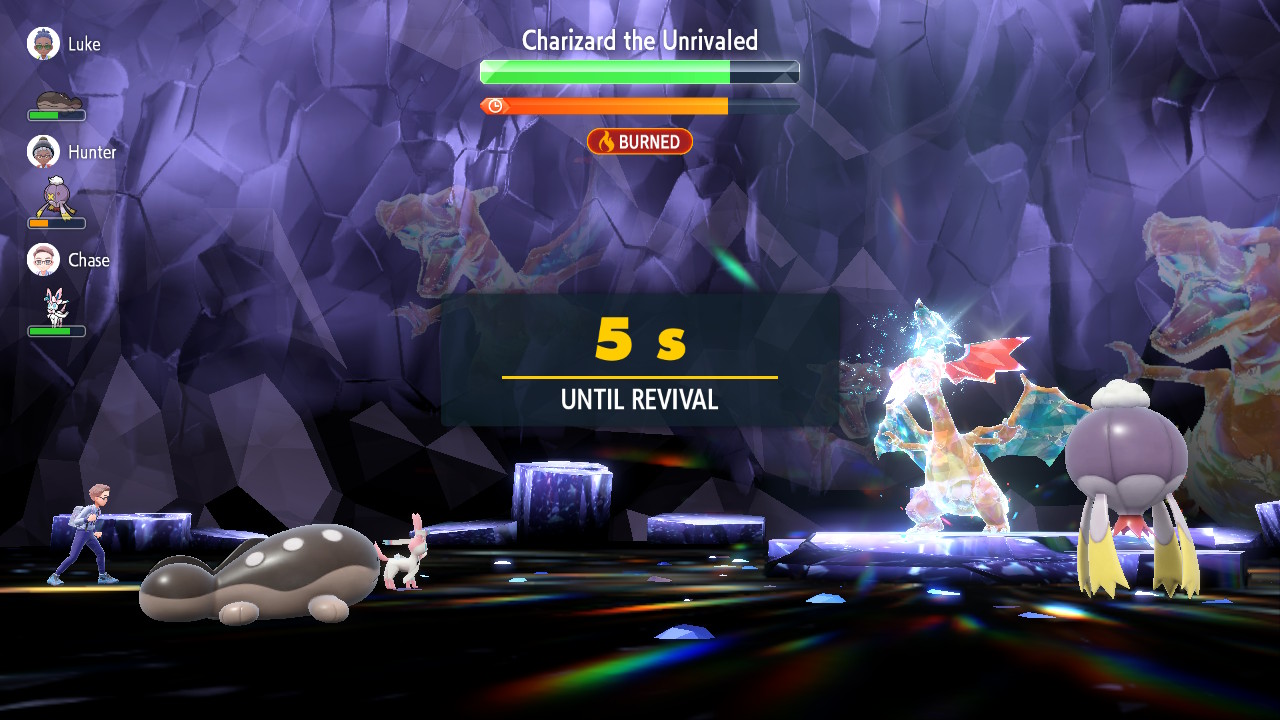 Luke
Charizard the Unrivaled
BURNED
Hunter
Chase
5 s
UNTIL REVIVAL